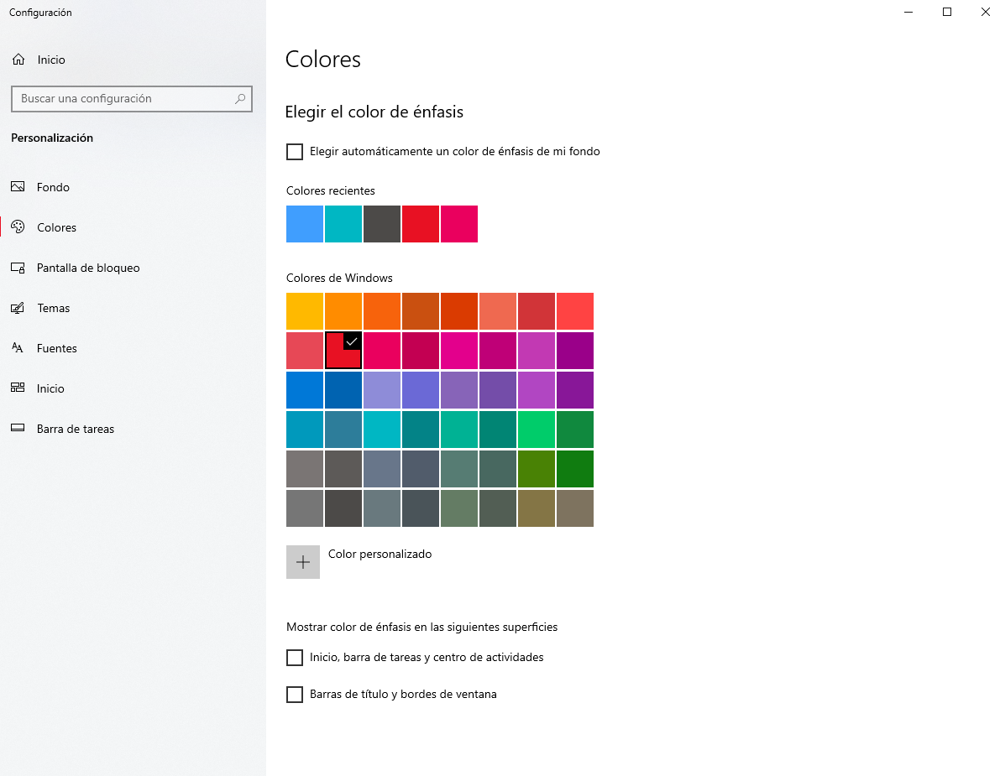 Configuración
Inicio
Buscar una configuración
Personalización
Fondo
Colores
Pantalla de bloqueo
Temas
Fuentes
Inicio
Barra de tareas
Colores
Elegir el color de énfasis
Elegir automáticamente un color de énfasis de mi fondo
Colores recientes
Colores de Windows
Color personalizado
Mostrar color de énfasis en las siguientes superficies
Inicio, barra de tareas y centro de actividades
Barras de título y bordes de ventana